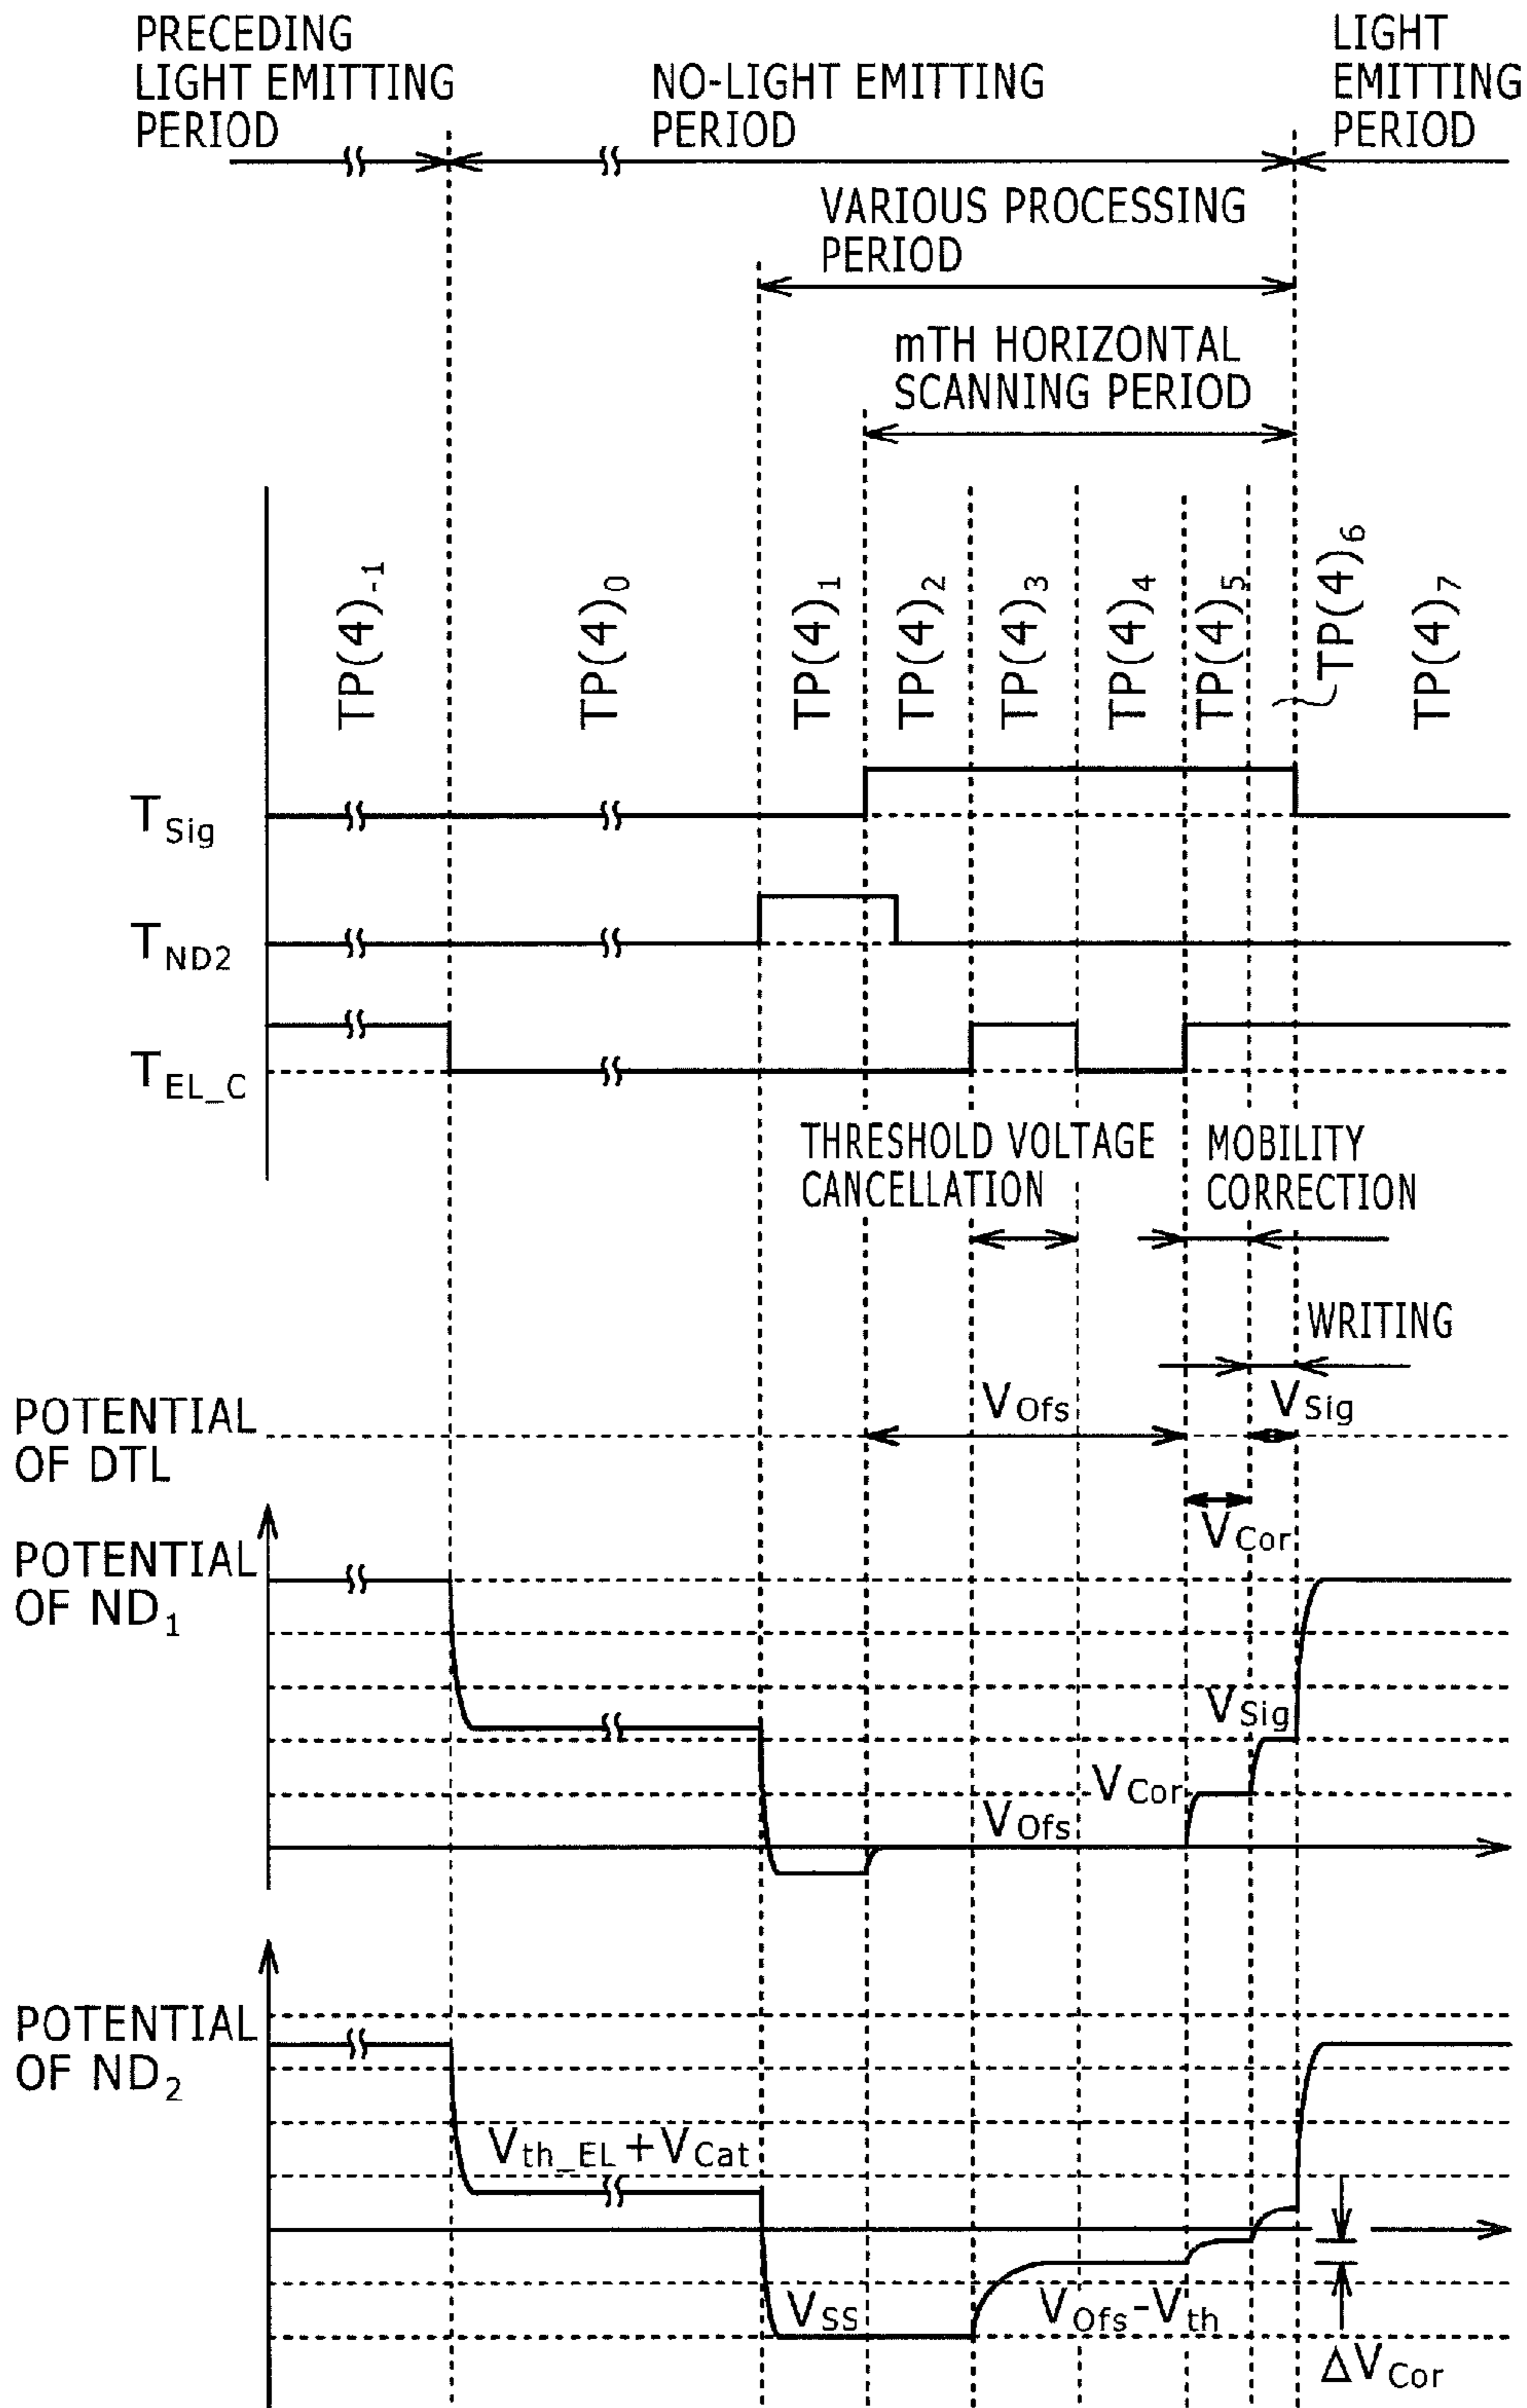 PRECEDING
LIGHT EMITTING
PERIOD
NO-LIGHT EMITTING
PERIOD
LIGHT
EMITTING
PERIOD
VARIOUS PROCESSING
PERIOD
mTH HORIZONTAL
SCANNING PERIOD
TP(4)-1
TP(4)0
TP(4)1
TP(4)2
TP(4)3
TP(4)4
TP(4)5
TP(4)6
TP(4)7
TSig
TND2
TEL_C
THRESHOLD VOLTAGE
CANCELLATION
MOBILITY
CORRECTION
WRITING
POTENTIAL
OF DTL
VOfs
VSig
VCor
POTENTIAL
OF ND1
VSig
VCor
VOfs
POTENTIAL
OF ND2
Vth_EL+VCat
VSS
VOfs-Vth
ΔVCor